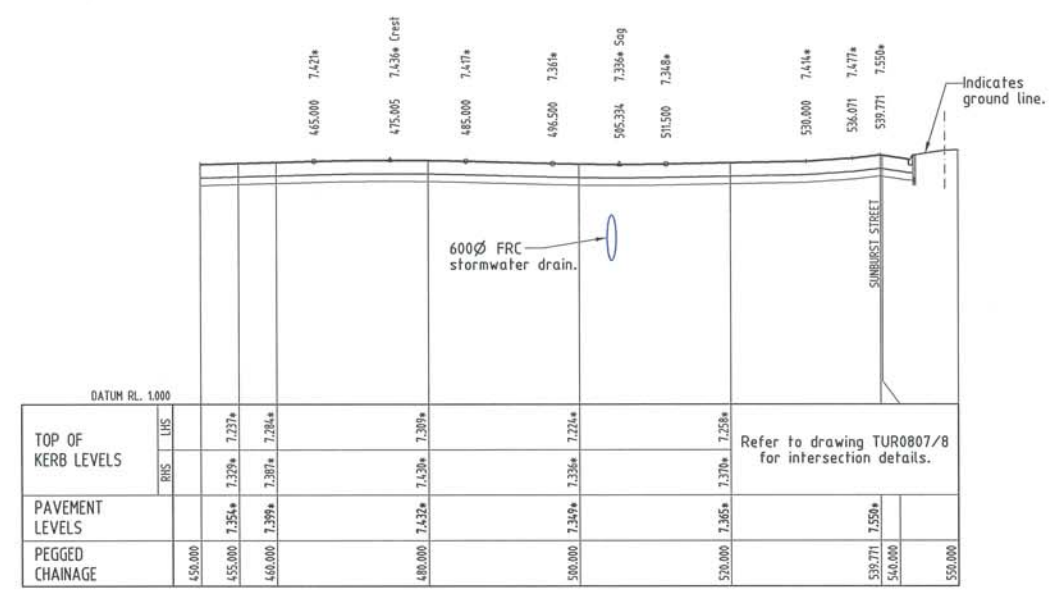 465.000 7.421*
475.005 7.436* Crest
485.000 7.417*
496.500 7.361*
505.334 7.336* Sag
511.500 7.348*
530.000 7.414*
536.071 7.477*
539.771 7.550*
Indicates
ground line.
600Ø FRC
stormwater drain.
SUNBURST STREET
DATUM RL. 1.000
TOP OF
KERB LEVELS
LHS
7.237* 7.284* 7.309* 7.224* 7.258*
RHS
7.329* 7.387* 7.430* 7.336* 7.370*
Refer to drawing TUR0807/8
for intersection details.
PAVEMENT
LEVELS
7.354* 7.399* 7.432* 7.349* 7.365* 7.550*
PEGGED
CHAINAGE
450.000 455.000 460.000 480.000 500.000 520.000 539.771 540.000 550.000